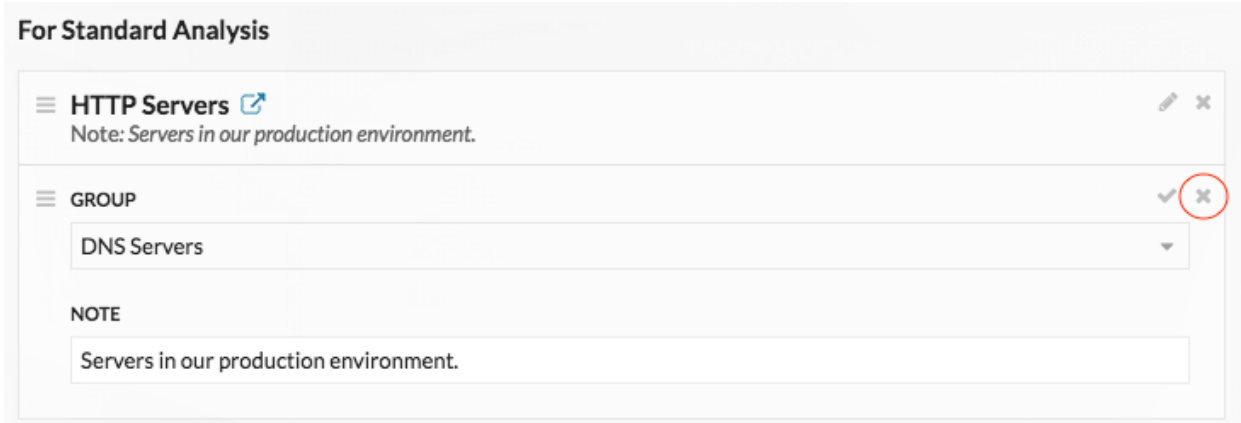 For Standard Analysis
HTTP Servers
Note: Servers in our production environment.
GROUP
DNS Servers
NOTE
Servers in our production environment.